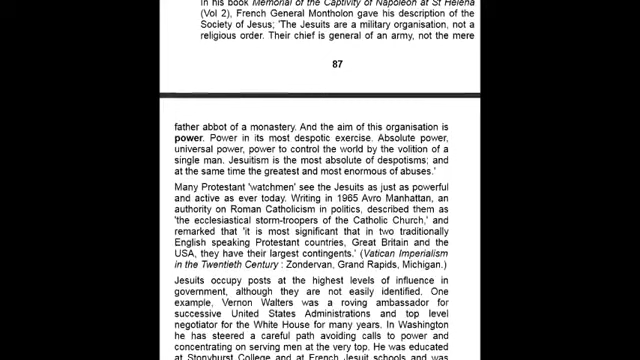 In his book Memorial of the Captivity of Napoleon at St Helena
(Vol 2), French General Montholon gave his description of the
Society of Jesus; 'The Jesuits are a military organisation, not a
religious order. Their chief is general of an army, not the mere
87
father abbot of a monastery. And the aim of this organisation is
power. Power in its most despotic exercise. Absolute power,
universal power, power to control the world by the volition of a
single man. Jesuitism is the most absolute of despotisms; and
at the same time the greatest and most enormous of abuses.'
Many Protestant 'watchmen' see the Jesuits as just as powerful
and active as ever today. Writing in 1965 Avro Manhattan, an
authority on Roman Catholicism in politics, described them as
'the ecclesiastical storm-troopers of the Catholic Church,' and
remarked that 'it is most significant that in two traditionally
English speaking Protestant countries, Great Britain and the
USA, they have their largest contingents.' (Vatican Imperialism
in the Twentieth Century : Zondervan, Grand Rapids, Michigan.)
Jesuits occupy posts at the highest levels of influence in
government, although they are not easily identified. One
example, Vernon Walters was a roving ambassador for
successive United States Administrations and top level
negotiator for the White House for many years. In Washington
he has steered a careful path avoiding calls to power and
concentrating on serving men at the very top. He was educated
at Stonyhurst College and at French Jesuit schools and was